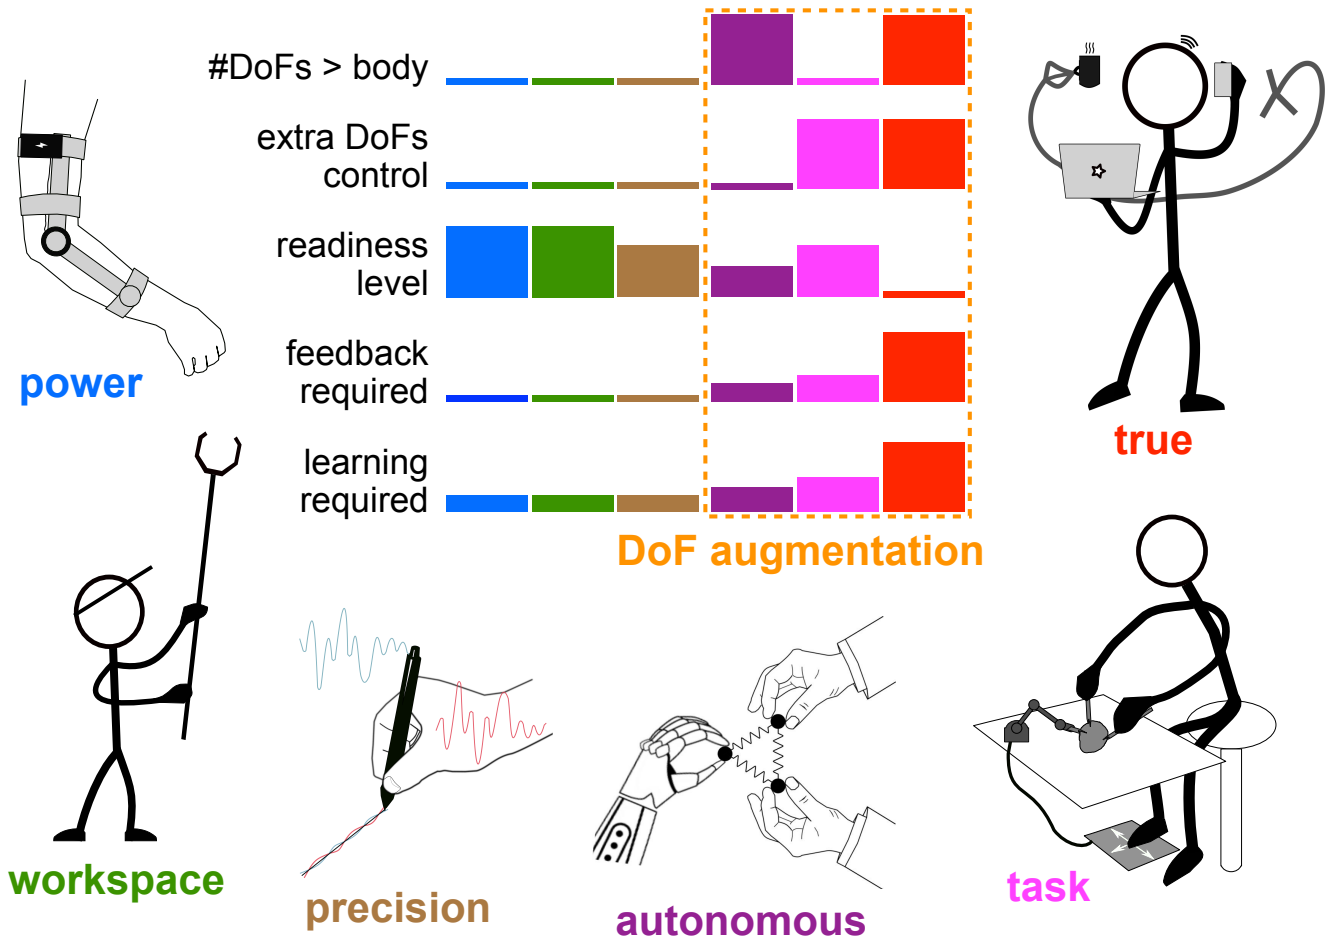 #DoFs > body
extra DoFs
control
readiness
level
feedback
required
learning
required
DoF augmentation
power
true
workspace
precision
autonomous
task